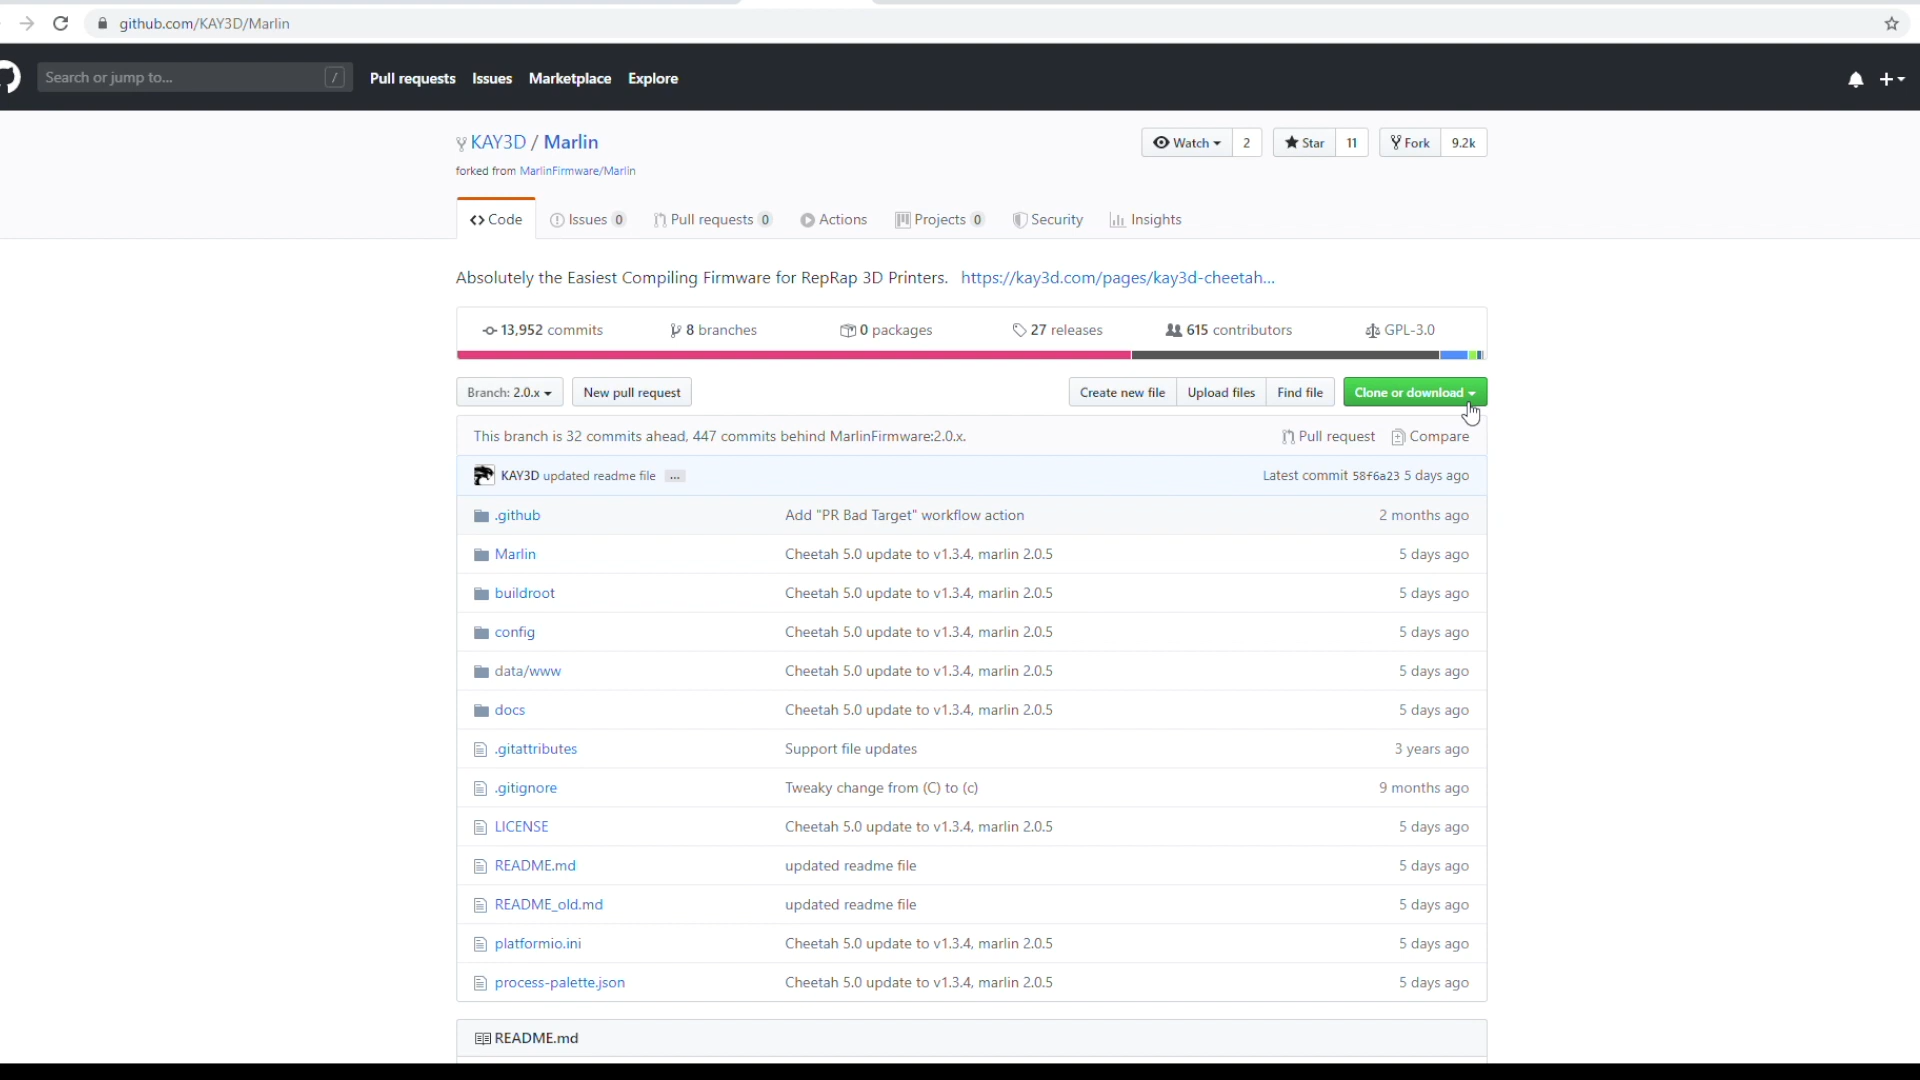 github.com/KAY3D/Marlin
Search or jump to... / Pull requests Issues Marketplace Explore
KAY3D / Marlin
Watch 2 Star 11 Fork 9.2k
forked from MarlinFirmware/Marlin
Code Issues 0 Pull requests 0 Actions Projects 0 Security Insights
Absolutely the Easiest Compiling Firmware for RepRap 3D Printers. https://kay3d.com/pages/kay3d-cheetah...
13,952 commits 8 branches 0 packages 27 releases 615 contributors GPL-3.0
Branch: 2.0.x New pull request Create new file Upload files Find file Clone or download
This branch is 32 commits ahead, 447 commits behind MarlinFirmware:2.0.x. Pull request Compare
KAY3D updated readme file ... Latest commit 58f6a23 5 days ago
.github Add "PR Bad Target" workflow action 2 months ago
Marlin Cheetah 5.0 update to v1.3.4, marlin 2.0.5 5 days ago
buildroot Cheetah 5.0 update to v1.3.4, marlin 2.0.5 5 days ago
config Cheetah 5.0 update to v1.3.4, marlin 2.0.5 5 days ago
data/www Cheetah 5.0 update to v1.3.4, marlin 2.0.5 5 days ago
docs Cheetah 5.0 update to v1.3.4, marlin 2.0.5 5 days ago
.gitattributes Support file updates 3 years ago
.gitignore Tweaky change from (C) to (c) 9 months ago
LICENSE Cheetah 5.0 update to v1.3.4, marlin 2.0.5 5 days ago
README.md updated readme file 5 days ago
README_old.md updated readme file 5 days ago
platformio.ini Cheetah 5.0 update to v1.3.4, marlin 2.0.5 5 days ago
process-palette.json Cheetah 5.0 update to v1.3.4, marlin 2.0.5 5 days ago
README.md